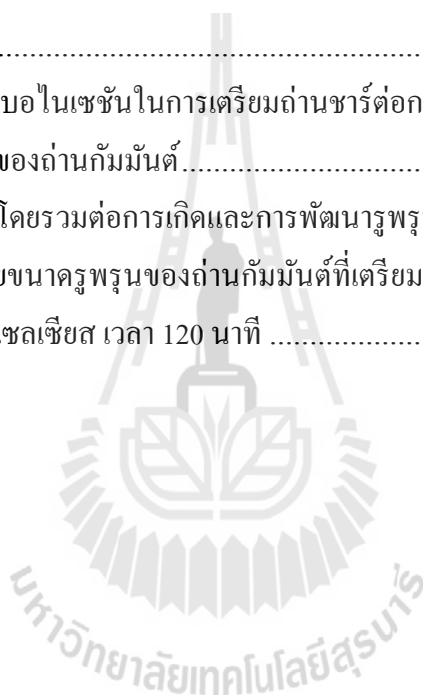 ................................................
บอไนเซชันในการเตรียมถ่านชาร์ต่อก
ของถ่านกัมมันต์................................
โดยรวมต่อการเกิดและการพัฒนารูพรุ
ยขนาดรูพรุนของถ่านกัมมันต์ที่เตรียม
เซลเซียส เวลา 120 นาที ....................
มหาวิทยาลัยเทคโนโลยีสุรนารี